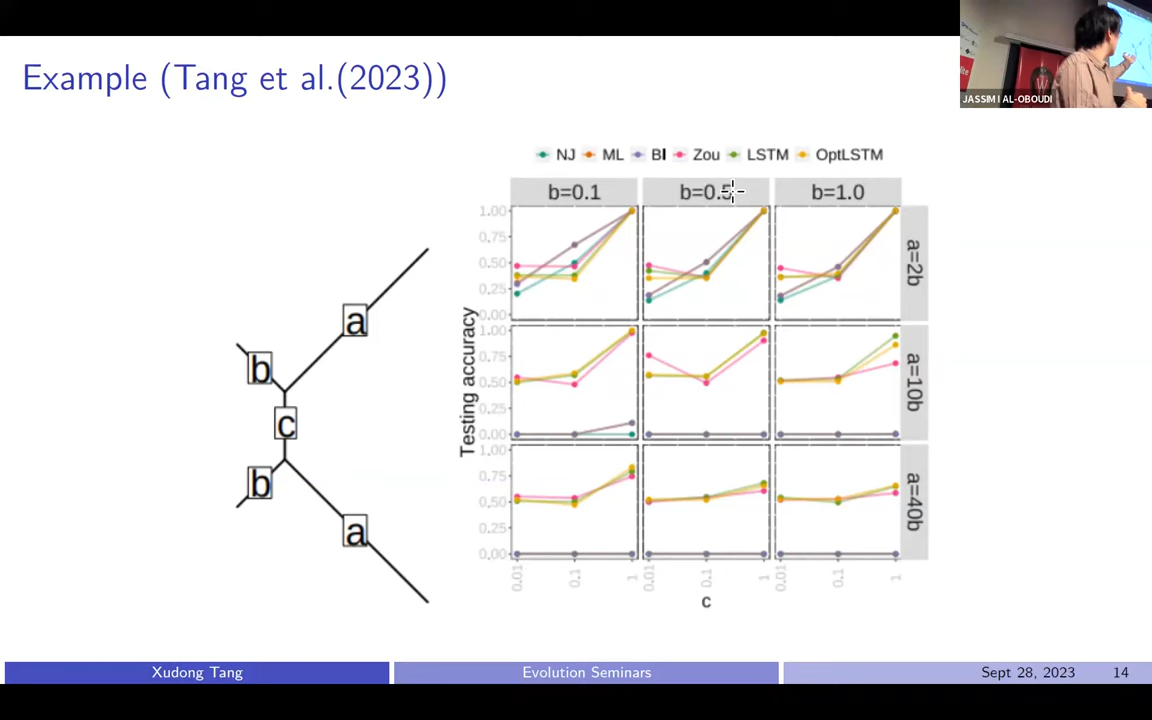 Example (Tang et al.(2023))
JASSIM I AL-OBOUDI
W
NJ ML BI Zou LSTM OptLSTM
b=0.1 b=0.5 b=1.0
1.00
0.75
0.50
0.25
0.00
a=2b
1.00
0.75
0.50
0.25
0.00
a=10b
1.00
0.75
0.50
0.25
0.00
a=40b
Testing accuracy
0.01 0.1 1 0.01 0.1 1 0.01 0.1 1
c
a
b
c
b
a
Xudong Tang Evolution Seminars Sept 28, 2023 14